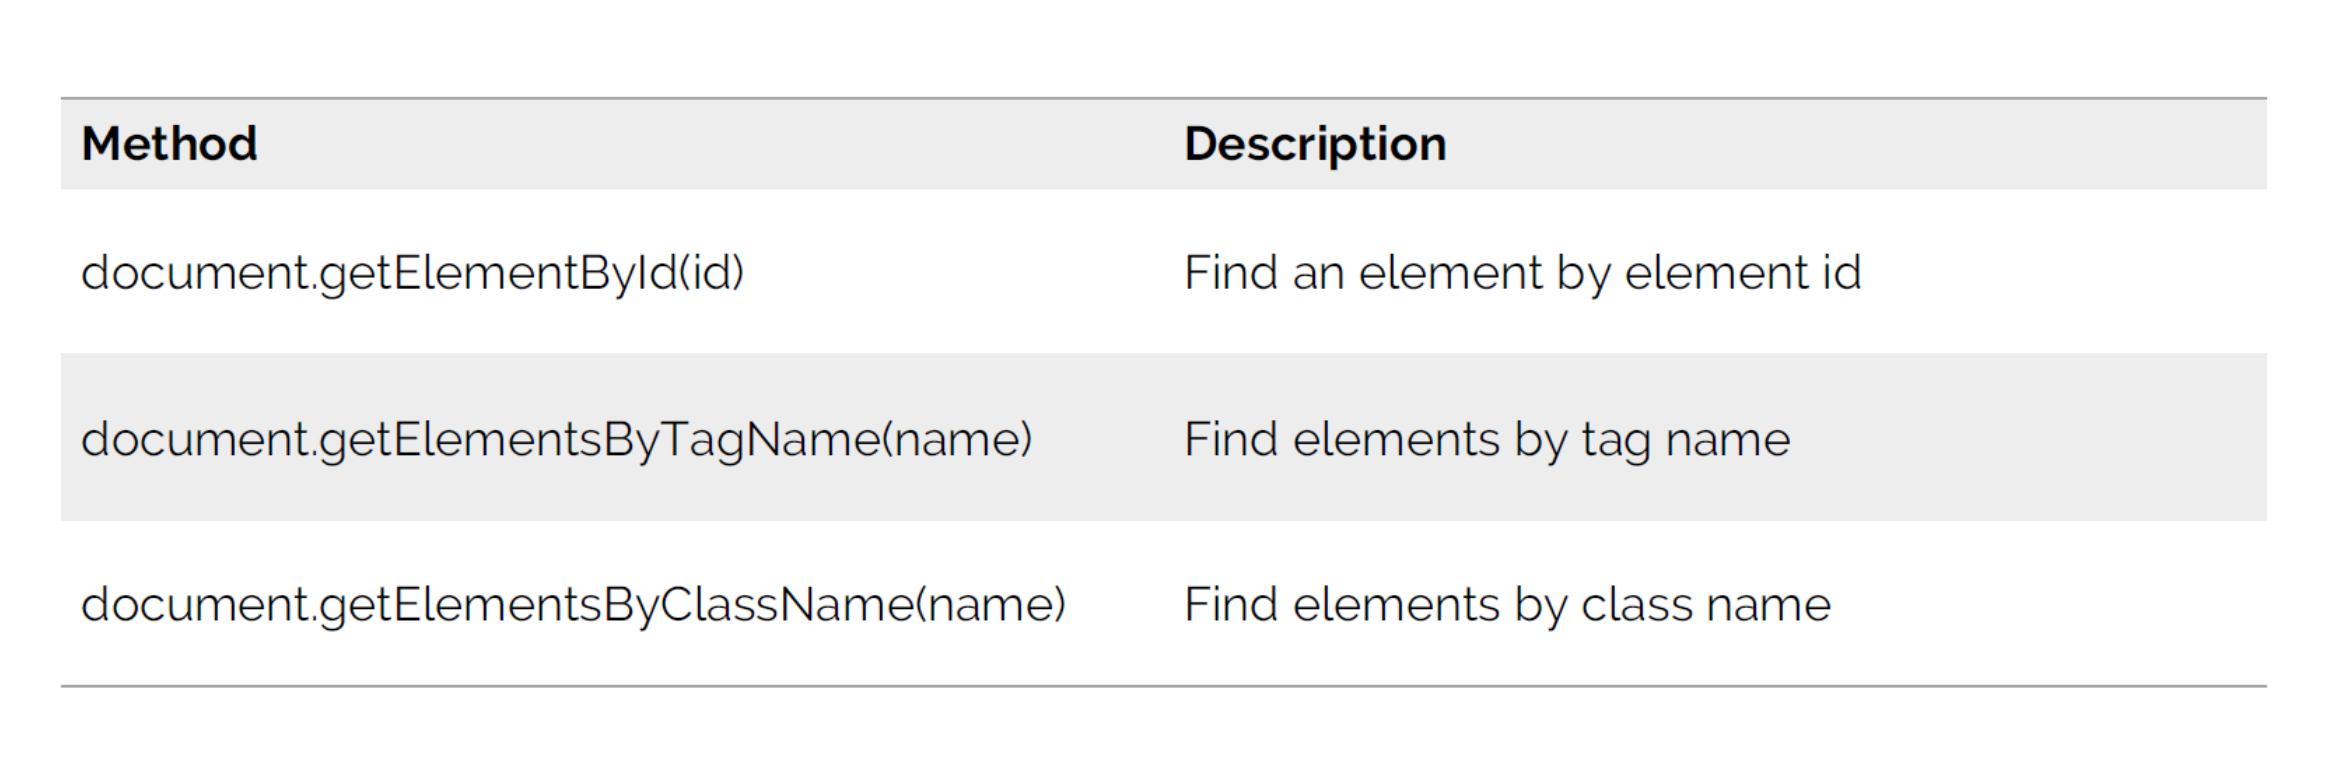 Method Description
document.getElementById(id) Find an element by element id
document.getElementsByTagName(name) Find elements by tag name
document.getElementsByClassName(name) Find elements by class name